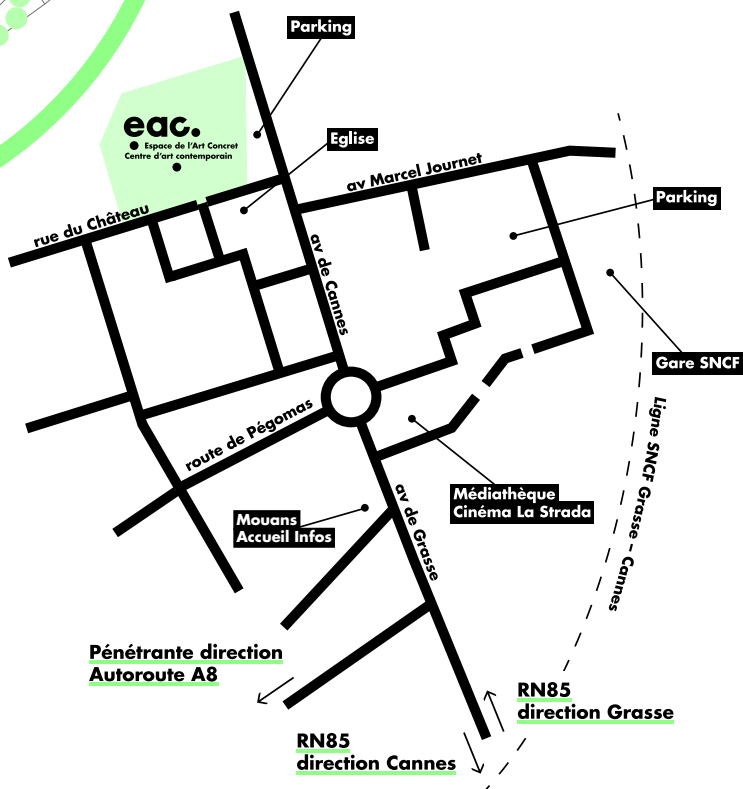 Parking
eac.
Espace de l'Art Concret
Centre d'art contemporain
Eglise
av Marcel Journet
Parking
rue du Château
av de Cannes
Gare SNCF
route de Pégomas
Ligne SNCF Grasse - Cannes
Médiathèque
Cinéma La Strada
Mouans
Accueil Infos
av de Grasse
Pénétrante direction
Autoroute A8
RN85
direction Grasse
RN85
direction Cannes